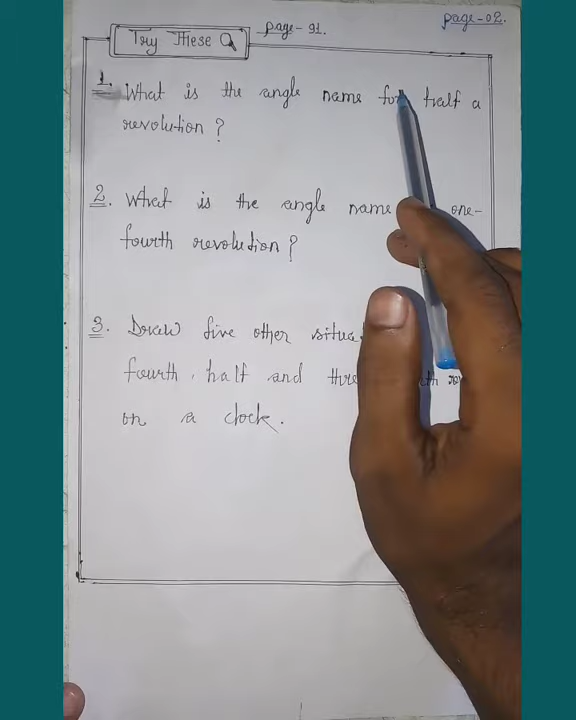 page-02.
page-91.
Try These
1. What is the angle name for half a
revolution?
2. What is the angle name one-
fourth revolution?
3. Draw five other
fourth, half and
on a clock.